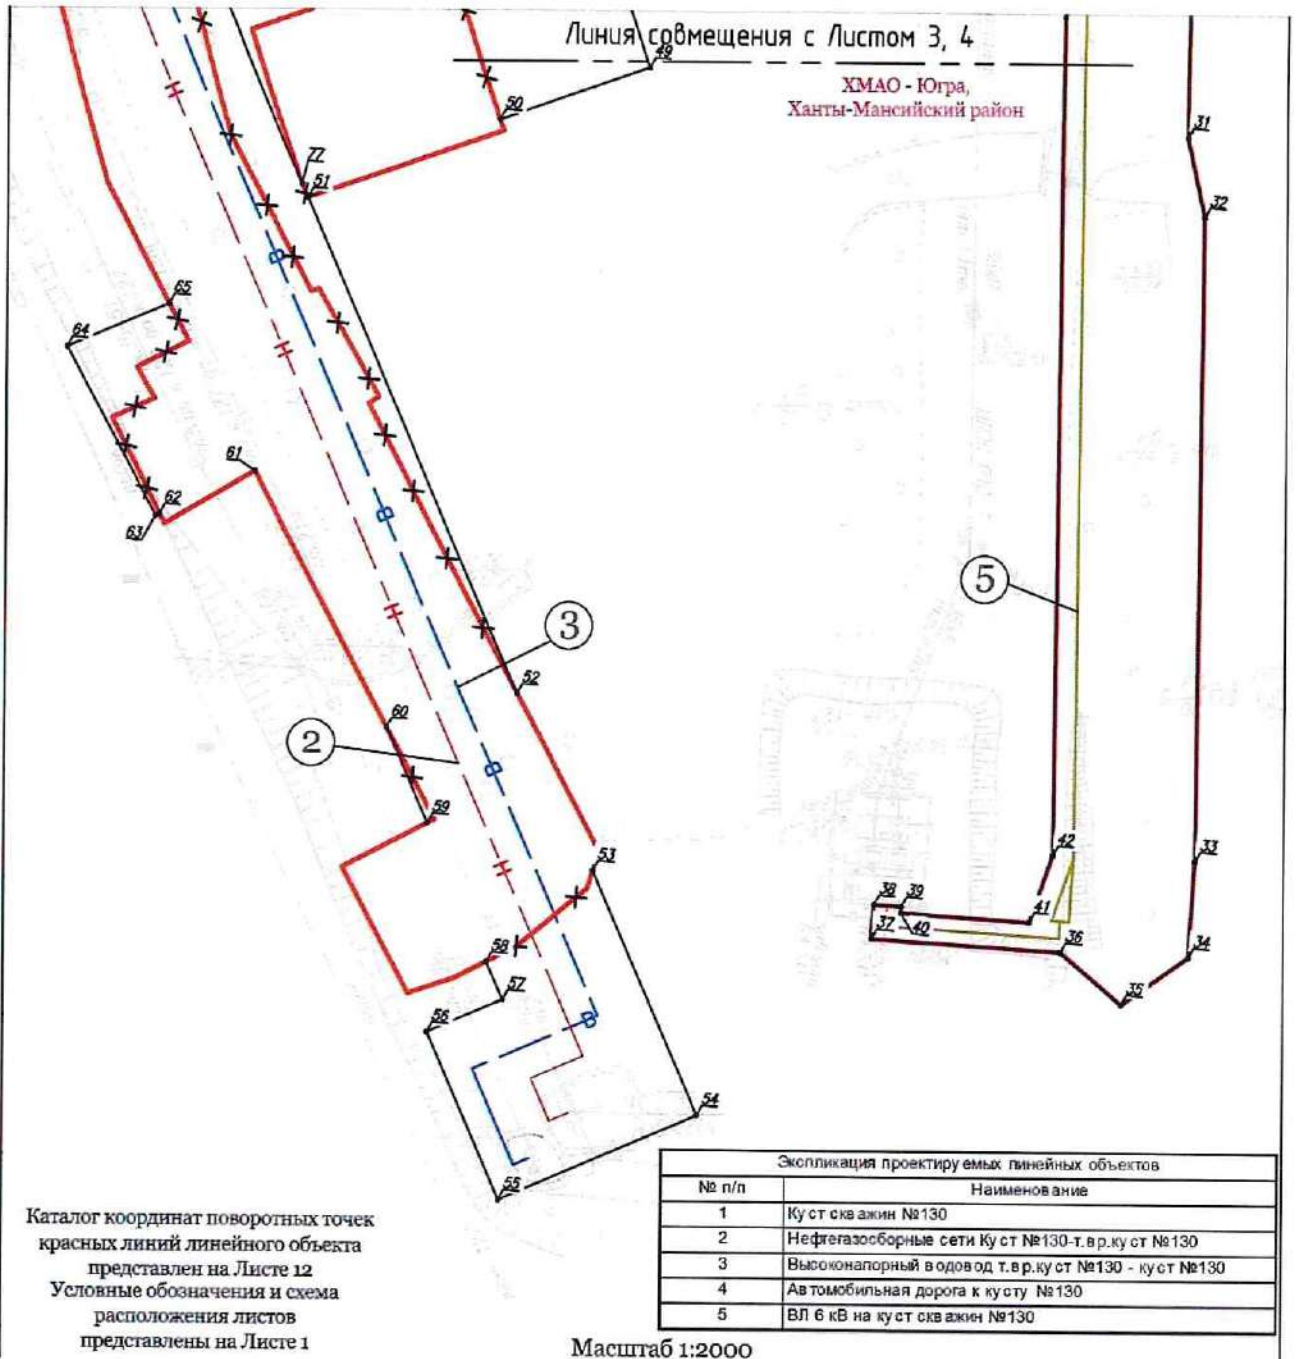 Линия совмещения с Листом 3, 4
ХМАО - Югра,
Ханты-Мансийский район
49
50
77
51
31
32
65
64
61
62
63
5
3
52
60
2
59
53
42
33
38
39
41
37
40
36
34
35
58
57
56
54
55
Н
Н
Н
Н
В
В
В
В
Каталог координат поворотных точек
красных линий линейного объекта
представлен на Листе 12
Условные обозначения и схема
расположения листов
представлены на Листе 1
Экспликация проектируемых линейных объектов
№ п/п Наименование
1 Куст скважин №130
2 Нефтегазосборные сети Куст №130-т.вр.куст №130
3 Высоконапорный водовод т.вр.куст №130 - куст №130
4 Автомобильная дорога к кусту №130
5 ВЛ 6 кВ на куст скважин №130
Масштаб 1:2000